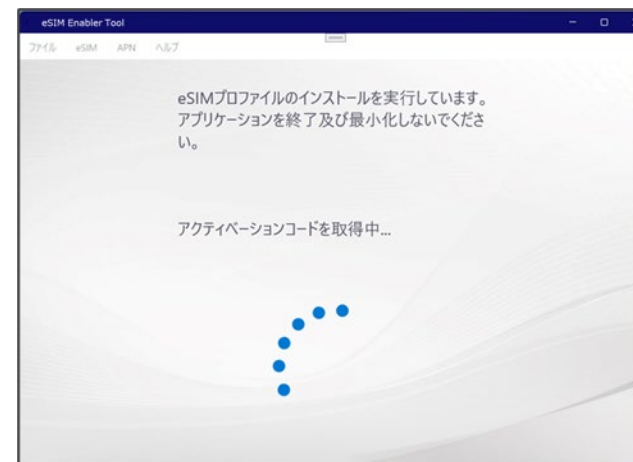 eSIM Enabler Tool
ファイル eSIM APN ヘルプ
eSIMプロファイルのインストールを実行しています。
アプリケーションを終了及び最小化しないでくださ
い。
アクティベーションコードを取得中...